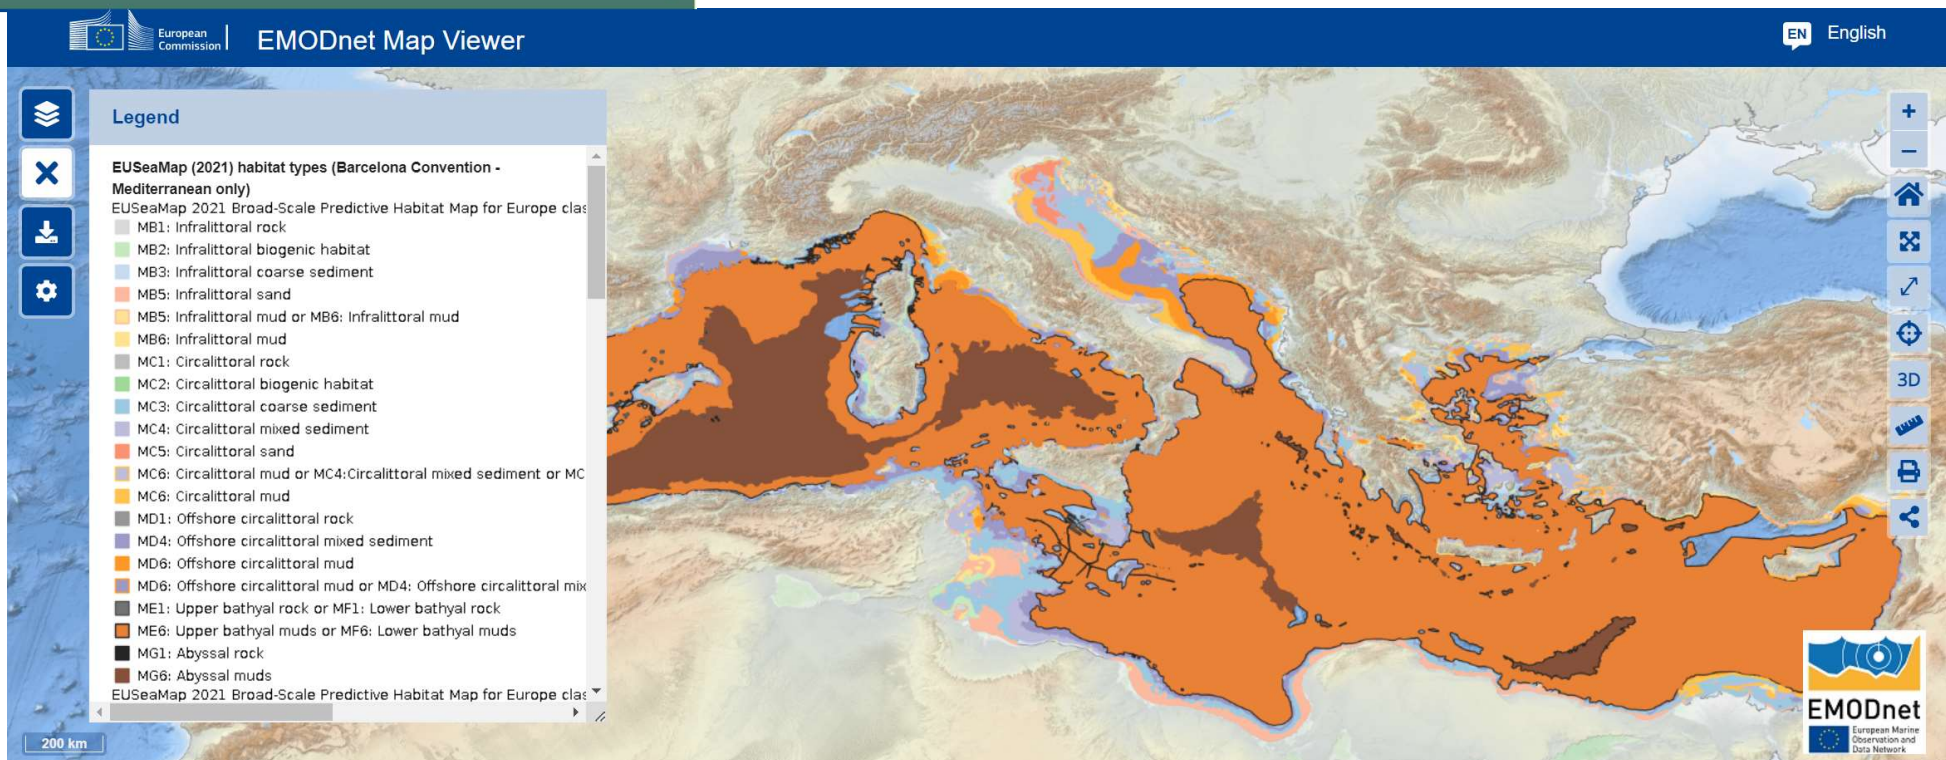 European
Commission
EMODnet Map Viewer
EN English
Legend
EUSeaMap (2021) habitat types (Barcelona Convention -
Mediterranean only)
EUSeaMap 2021 Broad-Scale Predictive Habitat Map for Europe clas
MB1: Infralittoral rock
MB2: Infralittoral biogenic habitat
MB3: Infralittoral coarse sediment
MB5: Infralittoral sand
MB5: Infralittoral mud or MB6: Infralittoral mud
MB6: Infralittoral mud
MC1: Circalittoral rock
MC2: Circalittoral biogenic habitat
MC3: Circalittoral coarse sediment
MC4: Circalittoral mixed sediment
MC5: Circalittoral sand
MC6: Circalittoral mud or MC4:Circalittoral mixed sediment or MC
MC6: Circalittoral mud
MD1: Offshore circalittoral rock
MD4: Offshore circalittoral mixed sediment
MD6: Offshore circalittoral mud
MD6: Offshore circalittoral mud or MD4: Offshore circalittoral mix
ME1: Upper bathyal rock or MF1: Lower bathyal rock
ME6: Upper bathyal muds or MF6: Lower bathyal muds
MG1: Abyssal rock
MG6: Abyssal muds
EUSeaMap 2021 Broad-Scale Predictive Habitat Map for Europe clas
200 km
+
−
3D
EMODnet
European Marine
Observation and
Data Network